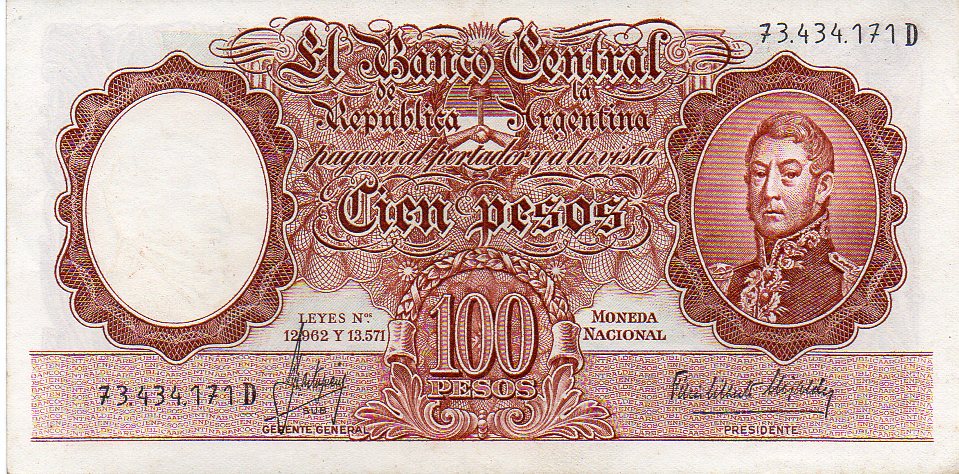 73.434.171 D
El Banco Central
de la
República Argentina
pagará al portador y a la vista
Cien pesos
LEYES Nos
12.962 Y 13.571
MONEDA
NACIONAL
100
PESOS
73.434.171 D
SUB
GERENTE GENERAL
PRESIDENTE